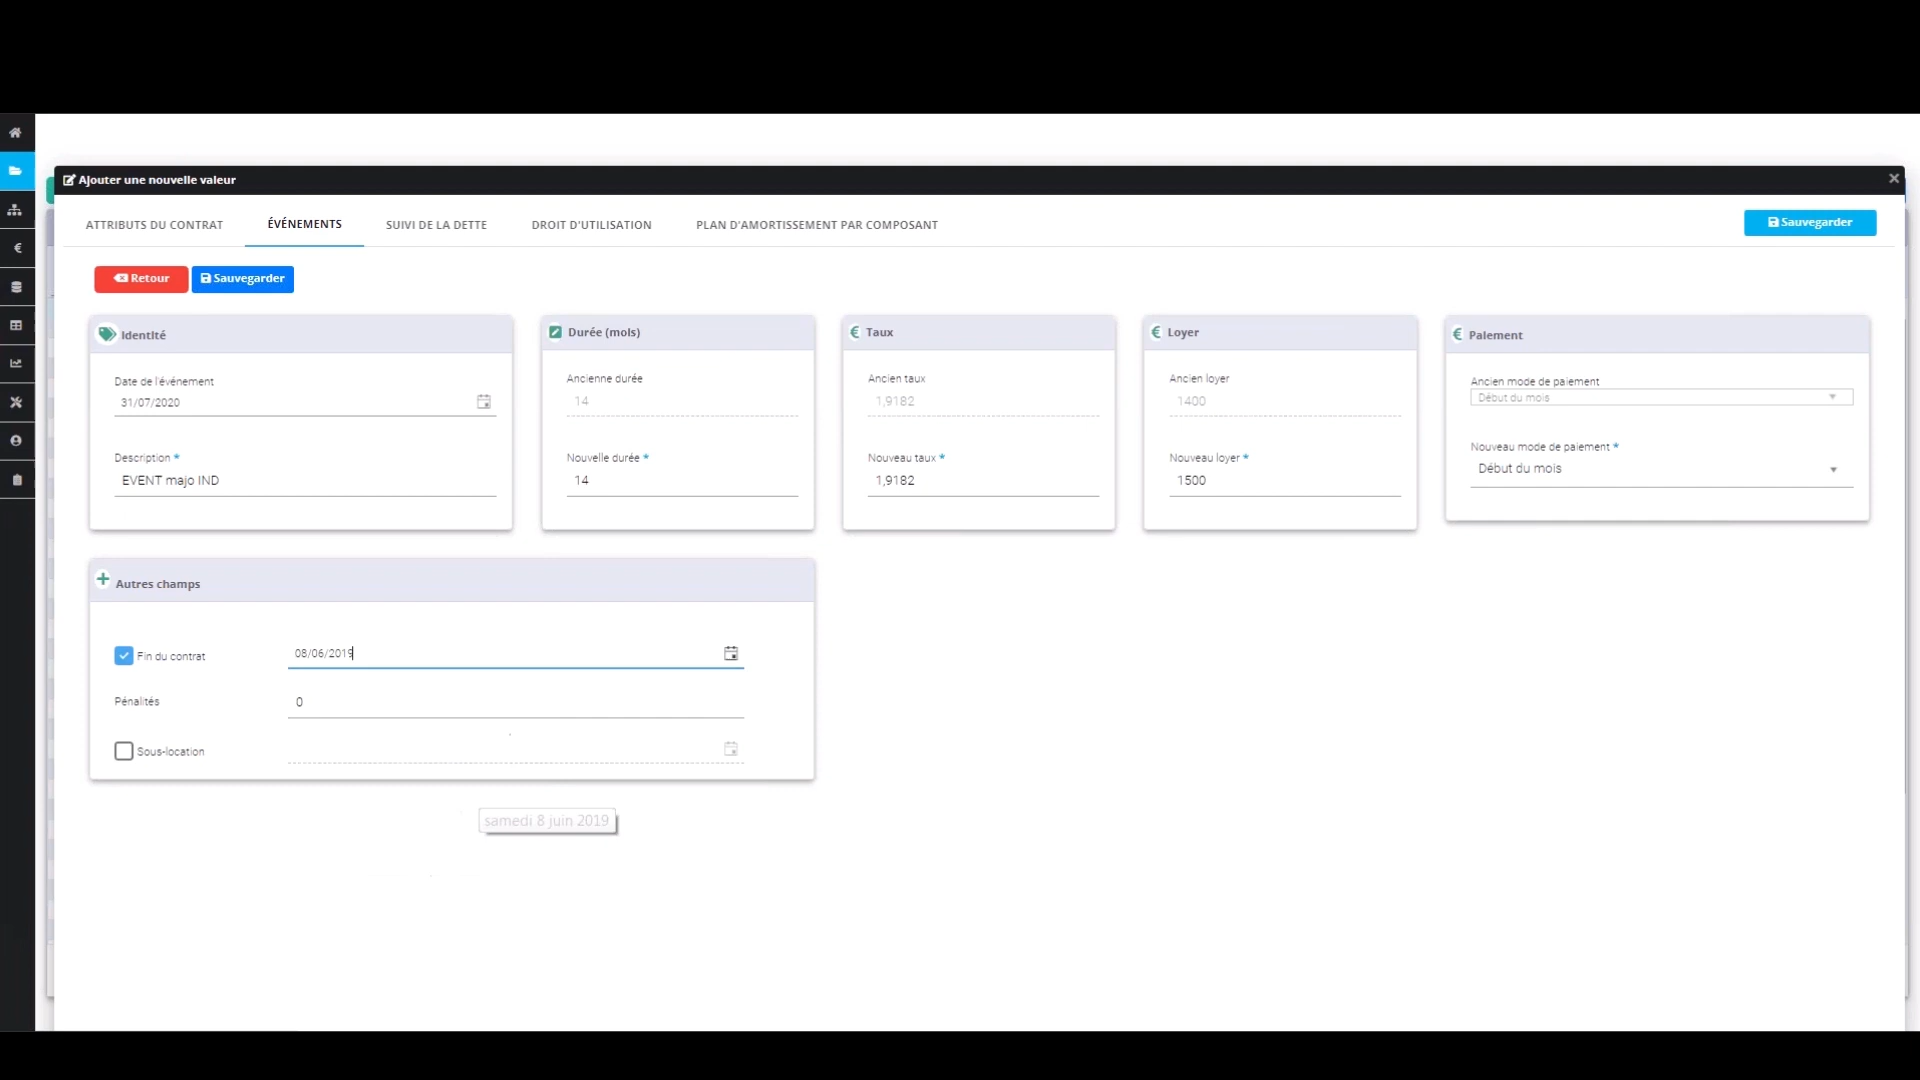 Ajouter une nouvelle valeur
ATTRIBUTS DU CONTRAT
ÉVÉNEMENTS
SUIVI DE LA DETTE
DROIT D'UTILISATION
PLAN D'AMORTISSEMENT PAR COMPOSANT
Sauvegarder
Retour
Sauvegarder
Identité
Date de l'événement
31/07/2020
Description *
EVENT majo IND
Durée (mois)
Ancienne durée
14
Nouvelle durée *
14
€ Taux
Ancien taux
1,9182
Nouveau taux *
1,9182
€ Loyer
Ancien loyer
1400
Nouveau loyer *
1500
€ Paiement
Ancien mode de paiement
Début du mois
Nouveau mode de paiement *
Début du mois
Autres champs
Fin du contrat
08/06/2019
Pénalités
0
Sous-location
samedi 8 juin 2019